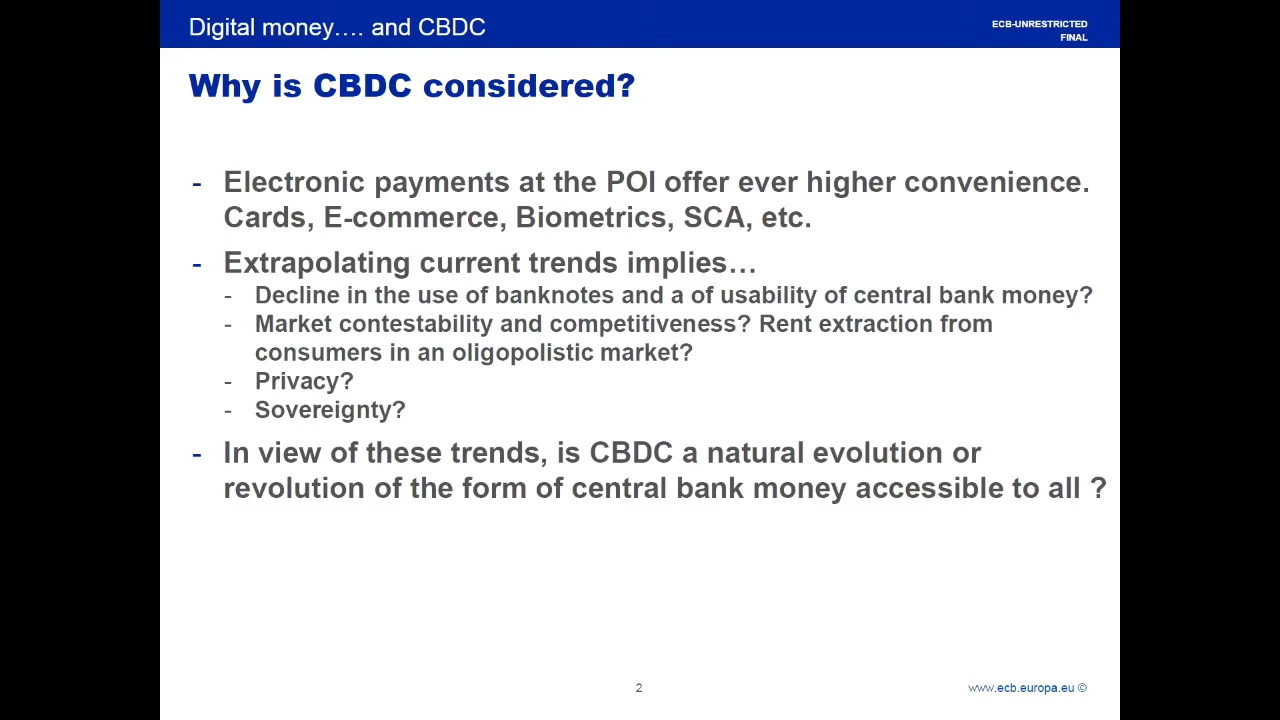 Digital money…. and CBDC
ECB-UNRESTRICTED
FINAL
Why is CBDC considered?
- Electronic payments at the POI offer ever higher convenience.
Cards, E-commerce, Biometrics, SCA, etc.
- Extrapolating current trends implies…
- Decline in the use of banknotes and a of usability of central bank money?
- Market contestability and competitiveness? Rent extraction from
consumers in an oligopolistic market?
- Privacy?
- Sovereignty?
- In view of these trends, is CBDC a natural evolution or
revolution of the form of central bank money accessible to all ?
2
www.ecb.europa.eu ©